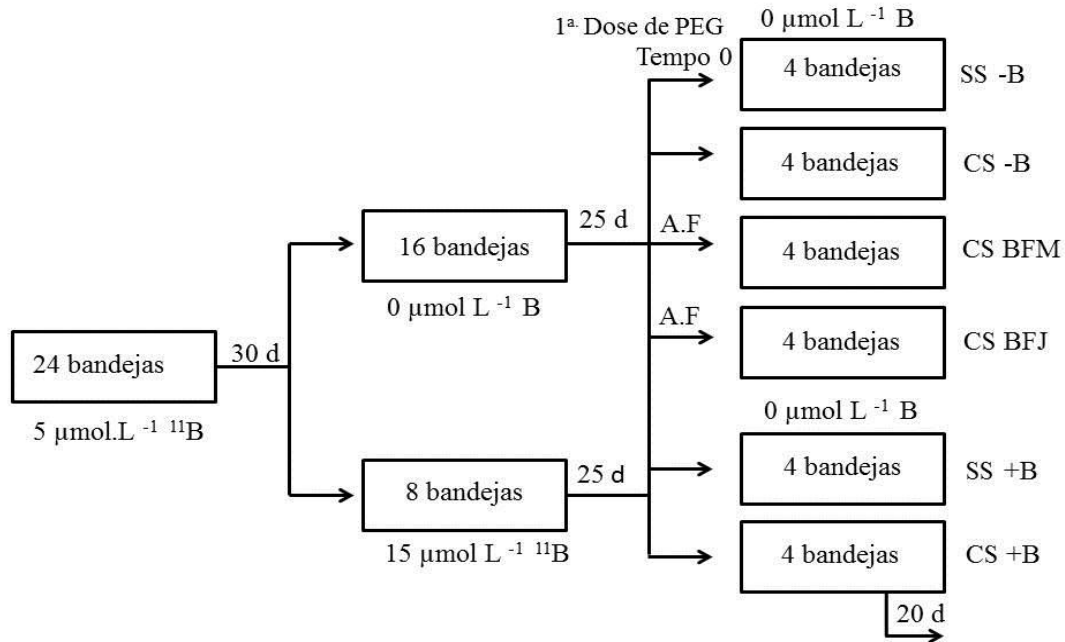 24 bandejas
5 µmol.L ⁻¹ ¹¹B
30 d
16 bandejas
0 µmol L ⁻¹ B
25 d
8 bandejas
15 µmol L ⁻¹ ¹¹B
25 d
1ª· Dose de PEG
Tempo 0
0 µmol L ⁻¹ B
4 bandejas
SS -B
4 bandejas
CS -B
A.F
4 bandejas
CS BFM
A.F
4 bandejas
CS BFJ
0 µmol L ⁻¹ B
4 bandejas
SS +B
4 bandejas
CS +B
20 d